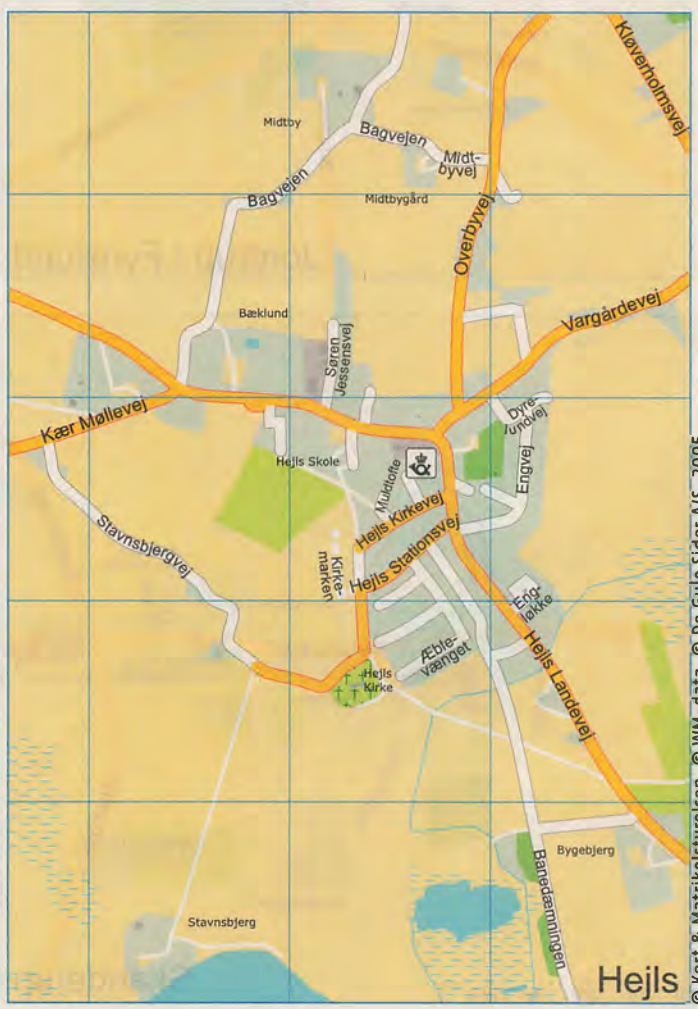 Kløverholmsvej
Midtby
Bagvejen
Midt-
byvej
Bagvejen
Midtbygård
Overbyvej
Bæklund
Vargårdevej
Søren
Jessensvej
Kær Møllevej
Dyre-
lundvej
Hejls Skole
Muldtofte
Engvej
Hejls Kirkevej
Stavnsbjergvej
Kirke-
marken
Hejls Stationsvej
Eng-
løkke
Æble-
vænget
Hejls
Kirke
Hejls Landevej
Bygebjerg
Banedæmningen
Stavnsbjerg
Hejls